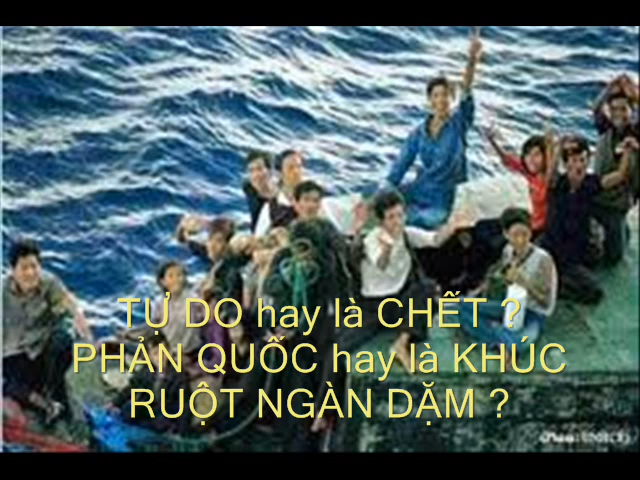 TỰ DO hay là CHẾT ?
PHẢN QUỐC hay là KHÚC
RUỘT NGÀN DẶM ?